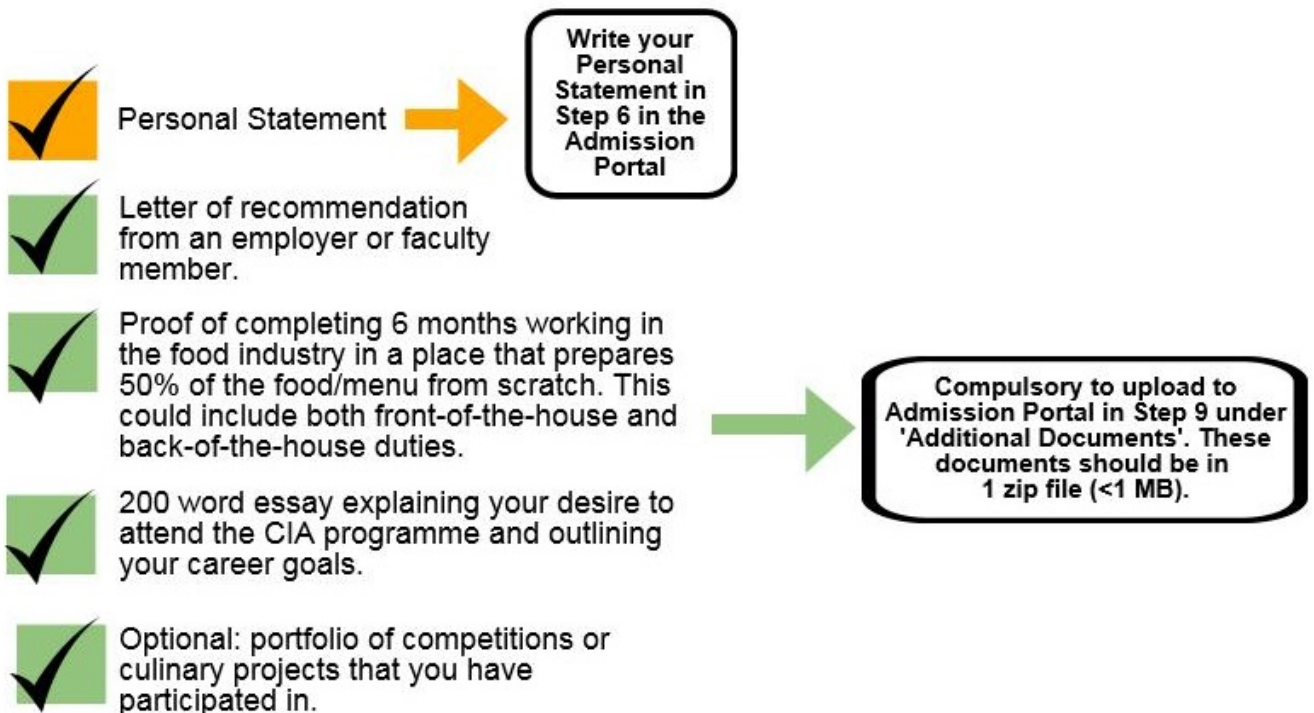 Write your
Personal
Statement in
Step 6 in the
Admission
Portal
Personal Statement
Letter of recommendation
from an employer or faculty
member.
Proof of completing 6 months working in
the food industry in a place that prepares
50% of the food/menu from scratch. This
could include both front-of-the-house and
back-of-the-house duties.
Compulsory to upload to
Admission Portal in Step 9 under
'Additional Documents'. These
documents should be in
1 zip file (<1 MB).
200 word essay explaining your desire to
attend the CIA programme and outlining
your career goals.
Optional: portfolio of competitions or
culinary projects that you have
participated in.